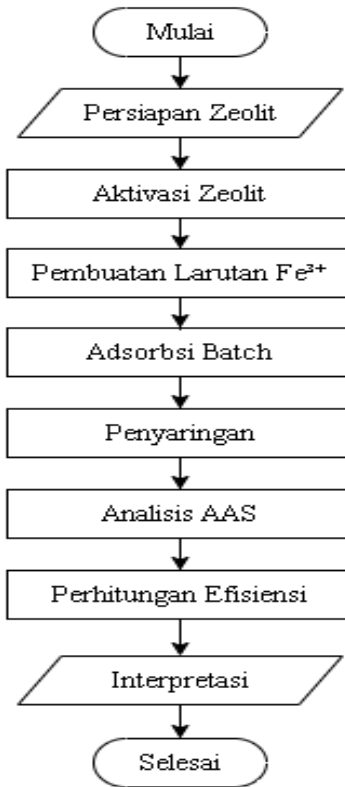 Mulai
Persiapan Zeolit
Aktivasi Zeolit
Pembuatan Larutan Fe³⁺
Adsorbsi Batch
Penyaringan
Analisis AAS
Perhitungan Efisiensi
Interpretasi
Selesai